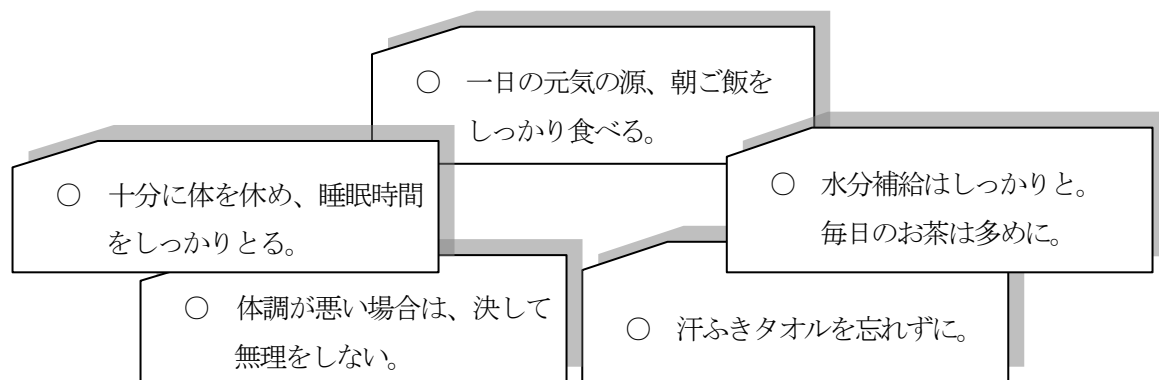 ○ 一日の元気の源、朝ご飯を
しっかり食べる。
○ 十分に体を休め、睡眠時間
をしっかりとる。
○ 水分補給はしっかりと。
毎日のお茶は多めに。
○ 体調が悪い場合は、決して
無理をしない。
○ 汗ふきタオルを忘れずに。